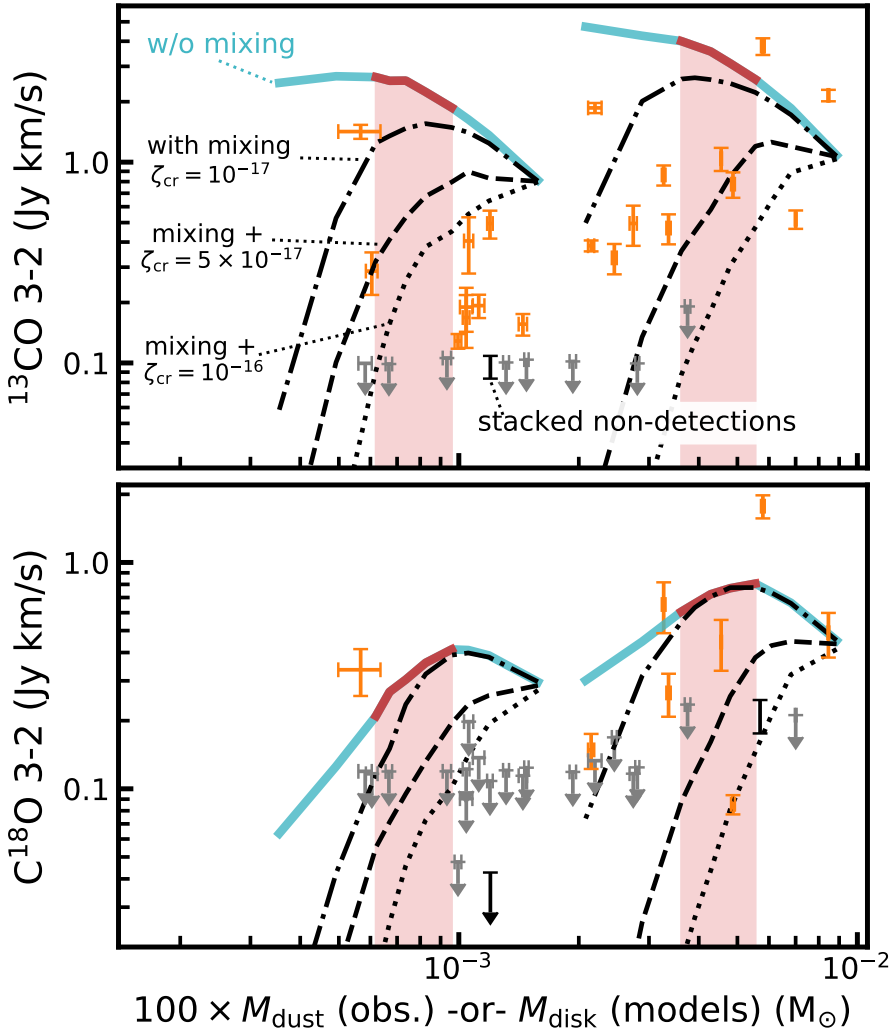 w/o mixing
with mixing
ζcr = 10⁻¹⁷
mixing +
ζcr = 5 × 10⁻¹⁷
mixing +
ζcr = 10⁻¹⁶
stacked non-detections
¹³CO 3-2 (Jy km/s)
1.0
0.1
C¹⁸O 3-2 (Jy km/s)
1.0
0.1
10⁻³ 10⁻²
100 × Mdust (obs.) -or- Mdisk (models) (M☉)